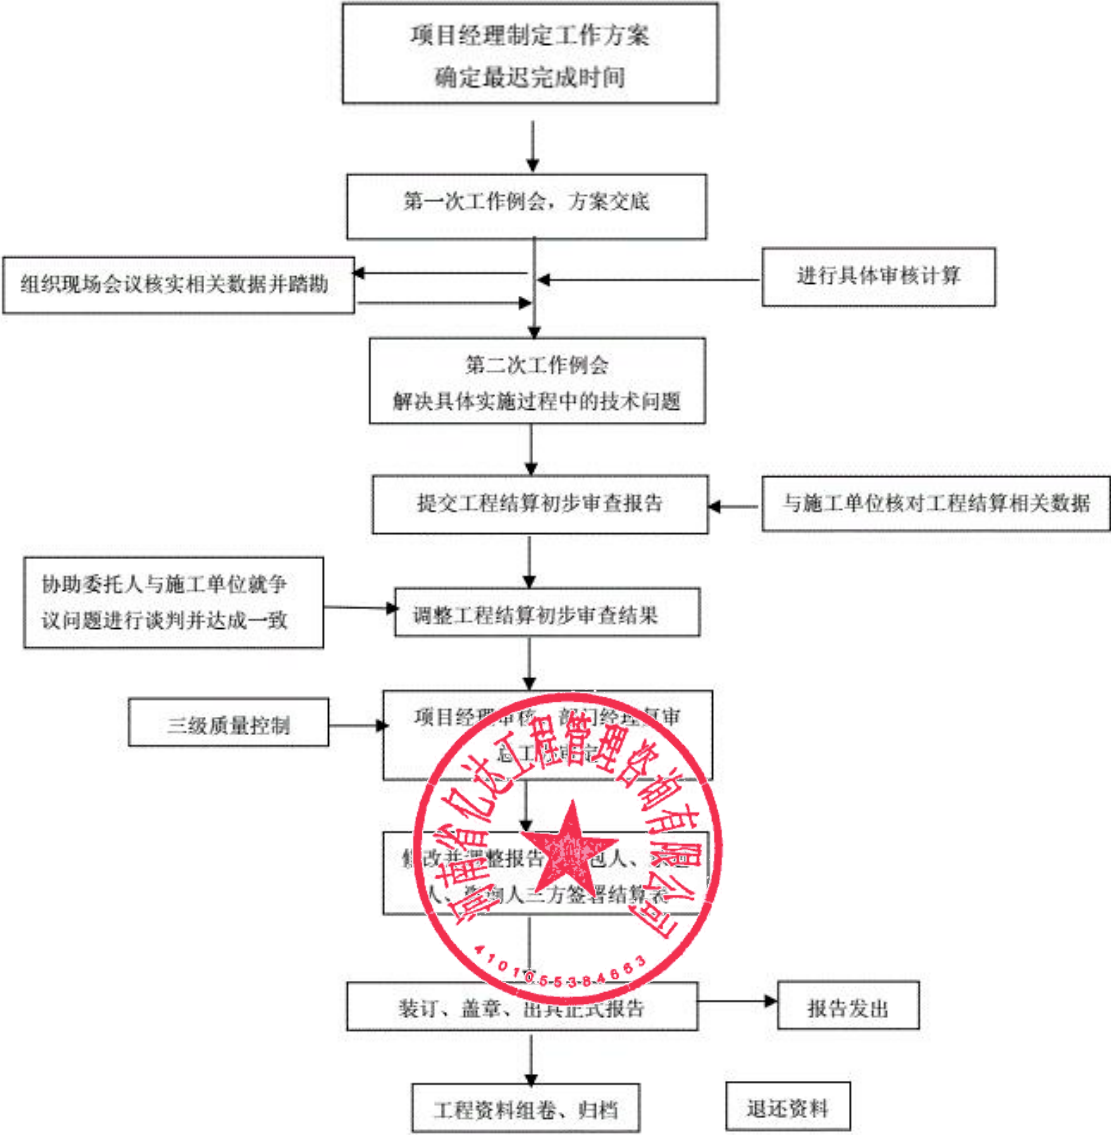 项目经理制定工作方案
确定最迟完成时间
第一次工作例会，方案交底
组织现场会议核实相关数据并踏勘
进行具体审核计算
第二次工作例会
解决具体实施过程中的技术问题
提交工程结算初步审查报告
与施工单位核对工程结算相关数据
协助委托人与施工单位就争
议问题进行谈判并达成一致
调整工程结算初步审查结果
三级质量控制
项目经理审核 部门经理复审
总工 审定
河南省亿达工程管理咨询有限公司
修改并调整报告 包人、
人、咨询人三方签署结算表
4101055384663
装订、盖章、出具正式报告
报告发出
工程资料组卷、归档
退还资料